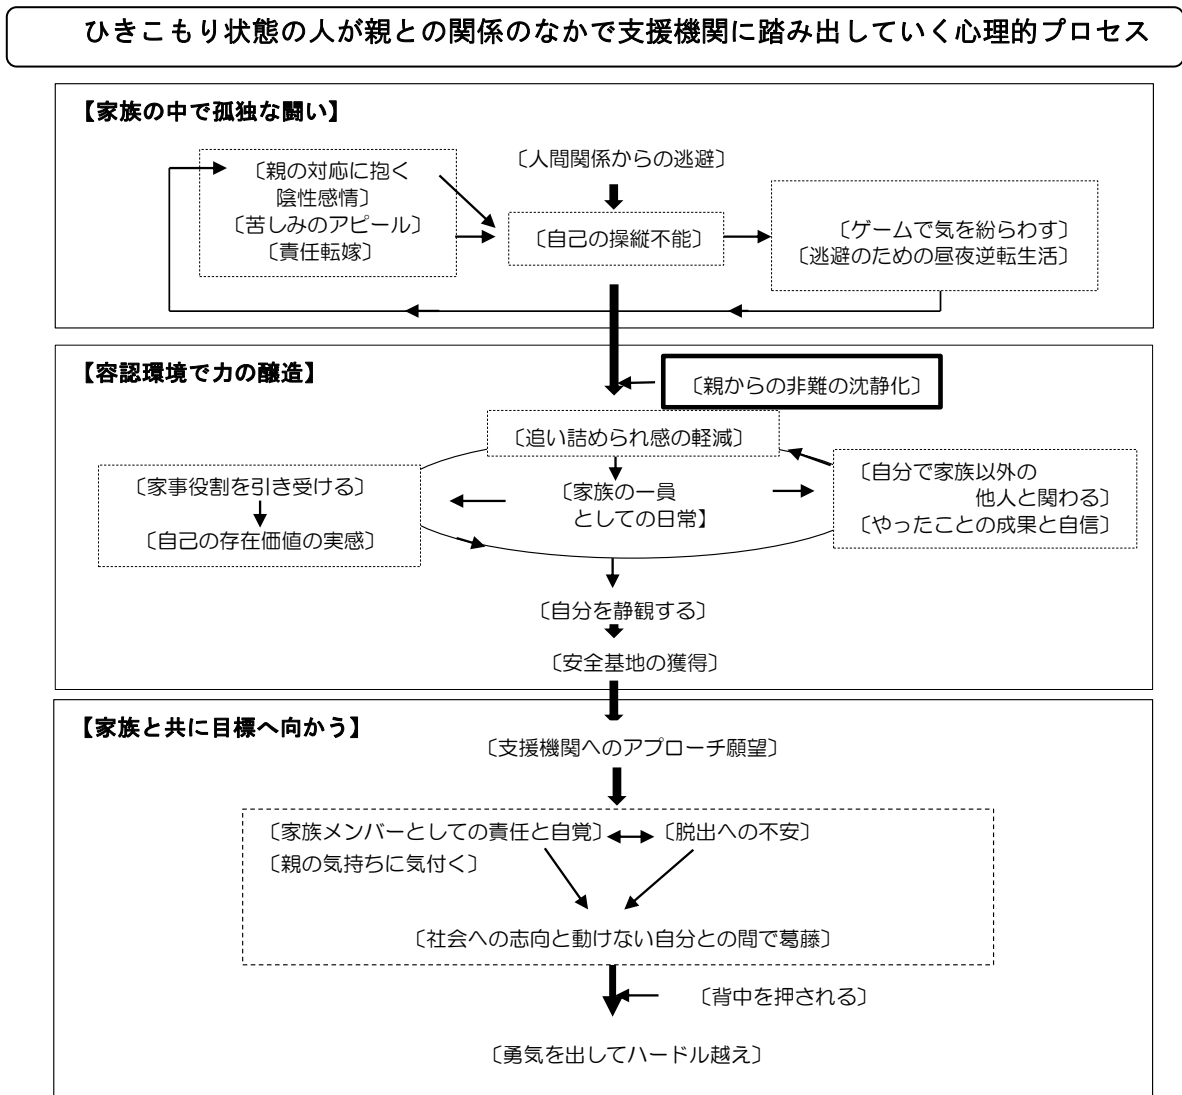 ひきこもり状態の人が親との関係のなかで支援機関に踏み出していく心理的プロセス
【家族の中で孤独な闘い】
〔人間関係からの逃避〕
〔親の対応に抱く
陰性感情〕
〔苦しみのアピール〕
〔責任転嫁〕
〔自己の操縦不能〕
〔ゲームで気を紛らわす〕
〔逃避のための昼夜逆転生活〕
【容認環境で力の醸造】
〔親からの非難の沈静化〕
〔追い詰められ感の軽減〕
〔家事役割を引き受ける〕
〔自己の存在価値の実感〕
〔家族の一員
としての日常】
〔自分で家族以外の
他人と関わる〕
〔やったことの成果と自信〕
〔自分を静観する〕
〔安全基地の獲得〕
【家族と共に目標へ向かう】
〔支援機関へのアプローチ願望〕
〔家族メンバーとしての責任と自覚〕
〔脱出への不安〕
〔親の気持ちに気付く〕
〔社会への志向と動けない自分との間で葛藤〕
〔背中を押される〕
〔勇気を出してハードル越え〕